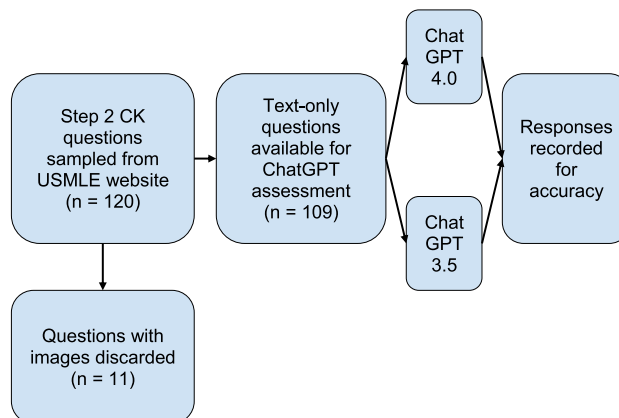 Step 2 CK
questions
sampled from
USMLE website
(n = 120)
Text-only
questions
available for
ChatGPT
assessment
(n = 109)
Chat
GPT
4.0
Chat
GPT
3.5
Responses
recorded
for
accuracy
Questions with
images discarded
(n = 11)